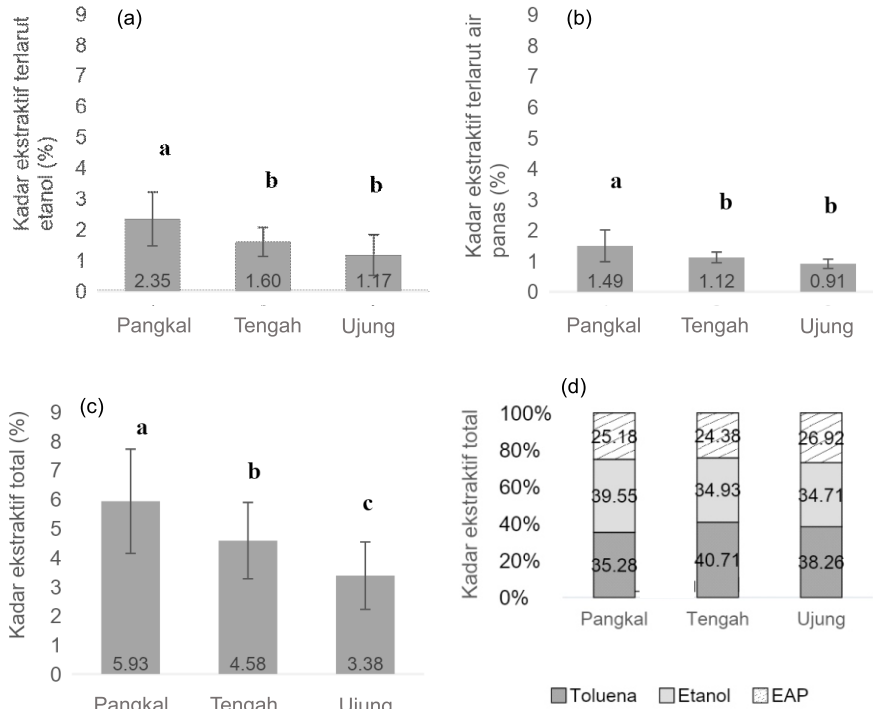 (a)
Kadar ekstraktif terlarut
etanol (%)
9
8
7
6
5
4
3
2
1
0
a
b
b
2.35
1.60
1.17
Pangkal
Tengah
Ujung
(b)
Kadar ekstraktif terlarut air
panas (%)
9
8
7
6
5
4
3
2
1
0
a
b
b
1.49
1.12
0.91
Pangkal
Tengah
Ujung
(c)
Kadar ekstraktif total (%)
9
8
7
6
5
4
3
2
1
0
a
b
c
5.93
4.58
3.38
Pangkal
Tengah
Ujung
(d)
Kadar ekstraktif total
100%
80%
60%
40%
20%
0%
25.18
24.38
26.92
39.55
34.93
34.71
35.28
40.71
38.26
Pangkal
Tengah
Ujung
Toluena
Etanol
EAP